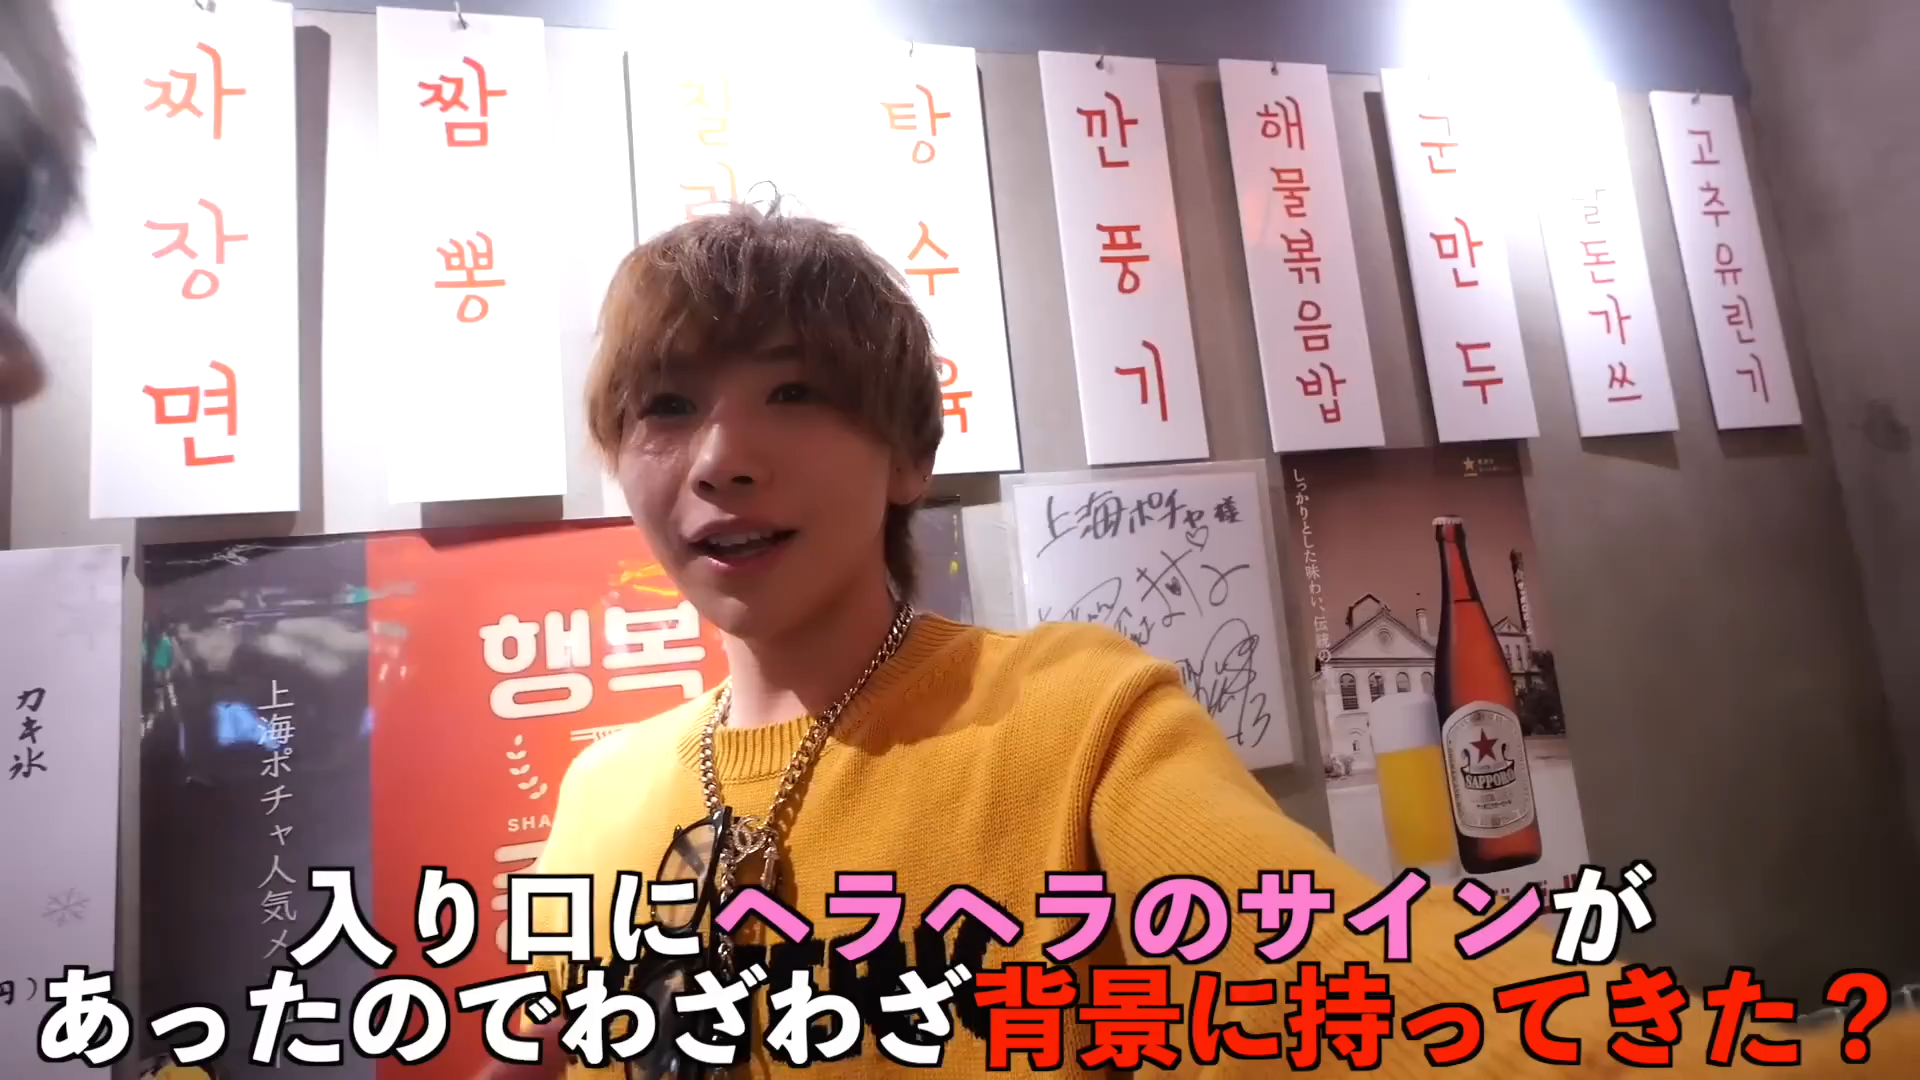 짜장면
짬뽕
탕수육
깐풍기
해물볶음밥
군만두
돈가쓰
고추유린기
カキ氷
円)
上海ポチャ人気メ
행복
SHA
上海ポチャ様
しっかりとした味わい、伝統の
SAPPORO
入り口にヘラヘラのサインが
あったのでわざわざ背景に持ってきた？